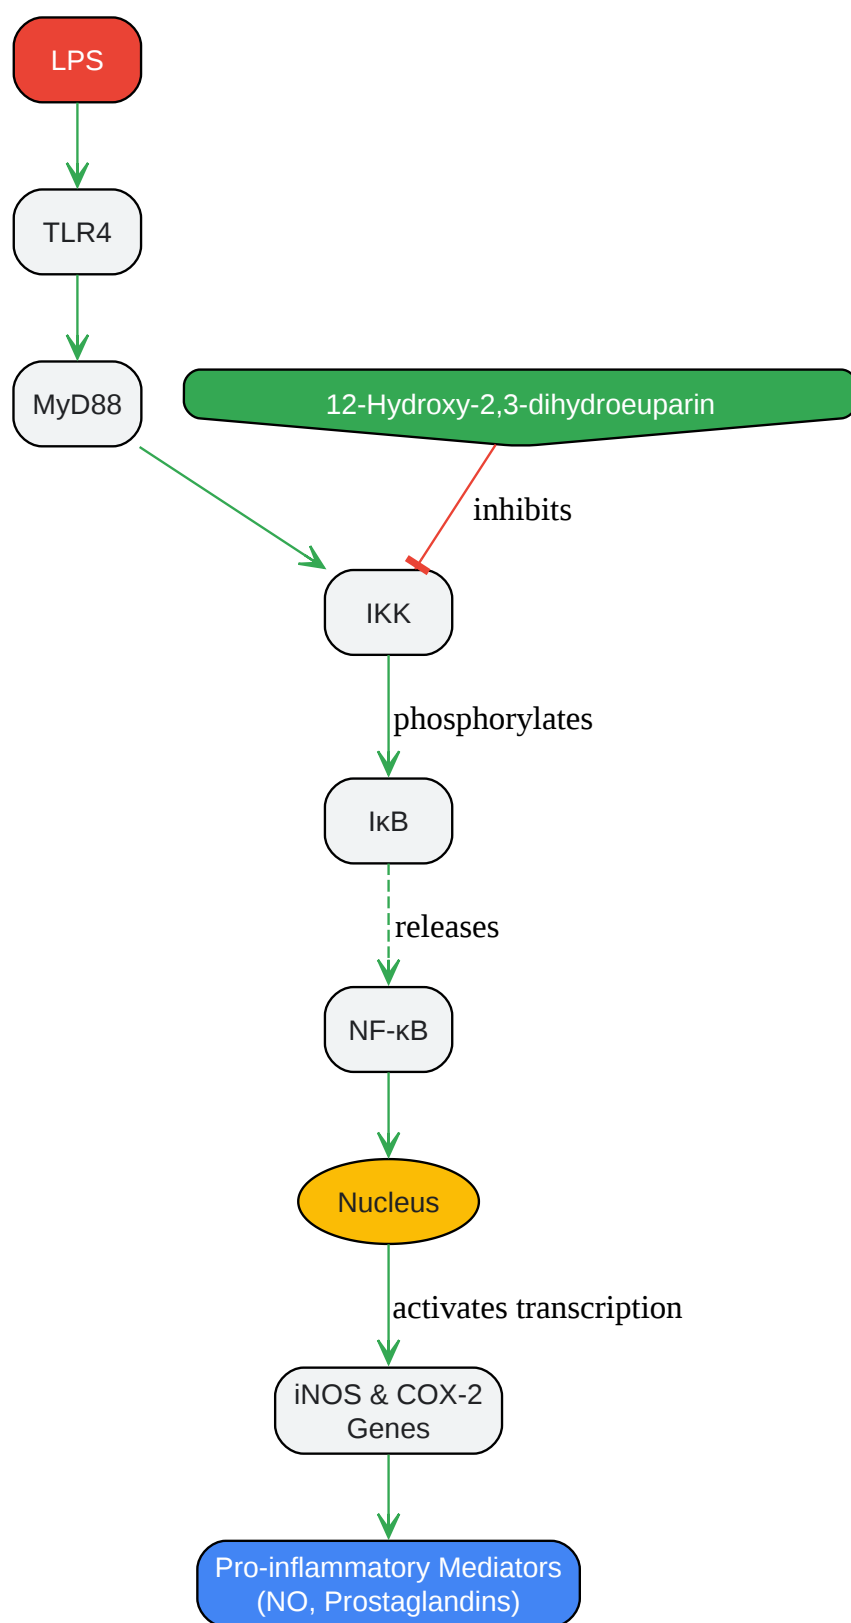 LPS
TLR4
MyD88
12-Hydroxy-2,3-dihydroeuparin
inhibits
IKK
phosphorylates
IκB
releases
NF-κB
Nucleus
activates transcription
iNOS & COX-2
Genes
Pro-inflammatory Mediators
(NO, Prostaglandins)